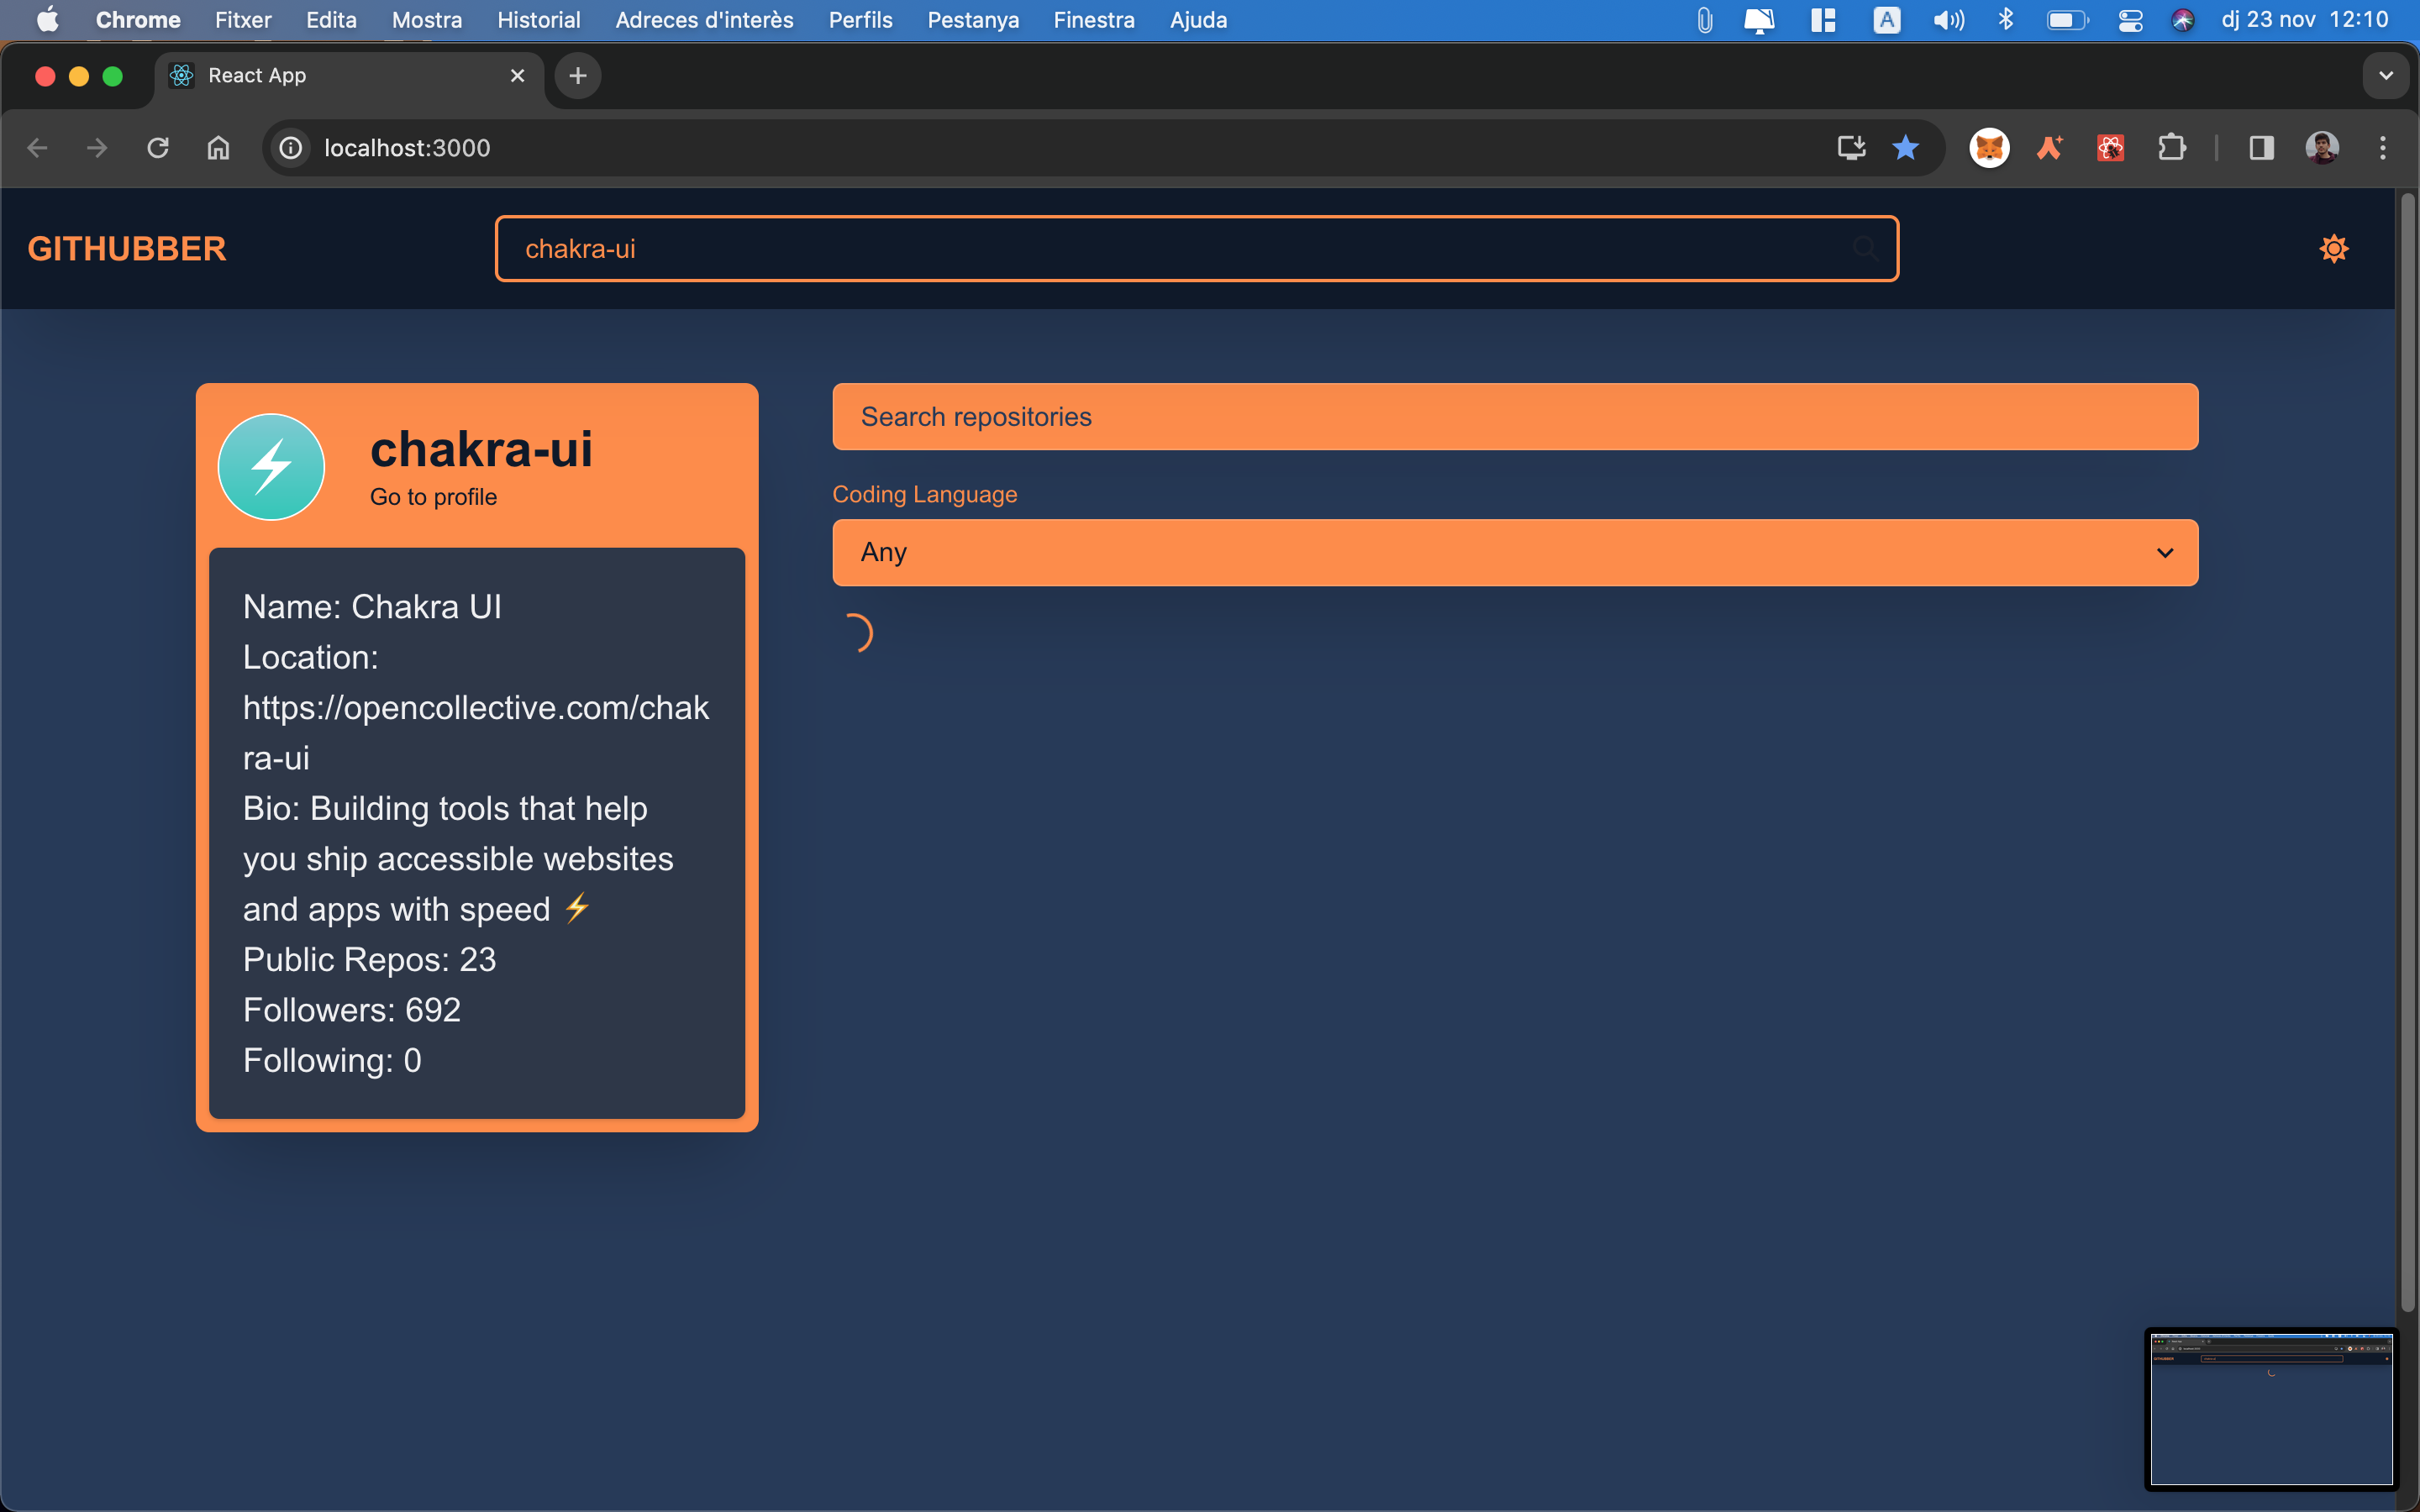 Chrome Fitxer Edita Mostra Historial Adreces d'interès Perfils Pestanya Finestra Ajuda A dj 23 nov 12:10
React App
localhost:3000
GITHUBBER
chakra-ui
chakra-ui
Go to profile
Name: Chakra UI
Location:
https://opencollective.com/chak
ra-ui
Bio: Building tools that help
you ship accessible websites
and apps with speed ⚡
Public Repos: 23
Followers: 692
Following: 0
Search repositories
Coding Language
Any